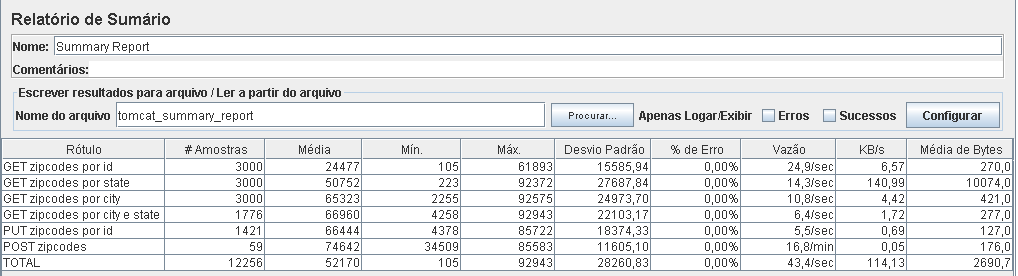 Relatório de Sumário
Nome: Summary Report
Comentários:
Escrever resultados para arquivo / Ler a partir do arquivo
Nome do arquivo tomcat_summary_report Procurar... Apenas Logar/Exibir Erros Sucessos Configurar
Rótulo # Amostras Média Mín. Máx. Desvio Padrão % de Erro Vazão KB/s Média de Bytes
GET zipcodes por id 3000 24477 105 61893 15585,94 0,00% 24,9/sec 6,57 270,0
GET zipcodes por state 3000 50752 223 92372 27687,84 0,00% 14,3/sec 140,99 10074,0
GET zipcodes por city 3000 65323 2255 92575 24973,70 0,00% 10,8/sec 4,42 421,0
GET zipcodes por city e state 1776 66960 4258 92943 22103,17 0,00% 6,4/sec 1,72 277,0
PUT zipcodes por id 1421 66444 4378 85722 18374,33 0,00% 5,5/sec 0,69 127,0
POST zipcodes 59 74642 34509 85583 11605,10 0,00% 16,8/min 0,05 176,0
TOTAL 12256 52170 105 92943 28260,83 0,00% 43,4/sec 114,13 2690,7